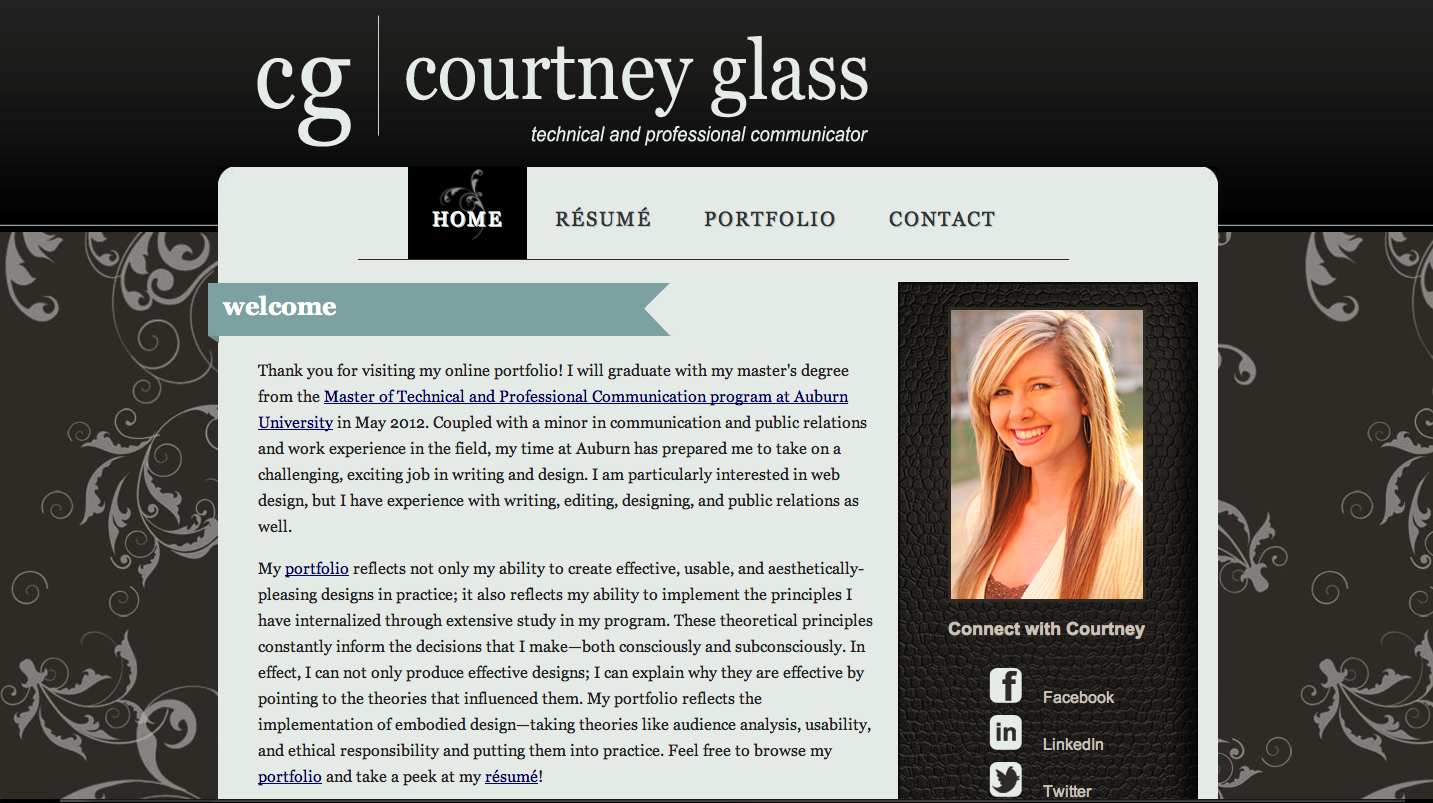 cg courtney glass
technical and professional communicator
HOME RÉSUMÉ PORTFOLIO CONTACT
welcome
Thank you for visiting my online portfolio! I will graduate with my master's degree
from the Master of Technical and Professional Communication program at Auburn
University in May 2012. Coupled with a minor in communication and public relations
and work experience in the field, my time at Auburn has prepared me to take on a
challenging, exciting job in writing and design. I am particularly interested in web
design, but I have experience with writing, editing, designing, and public relations as
well.
My portfolio reflects not only my ability to create effective, usable, and aesthetically-
pleasing designs in practice; it also reflects my ability to implement the principles I
have internalized through extensive study in my program. These theoretical principles
constantly inform the decisions that I make—both consciously and subconsciously. In
effect, I can not only produce effective designs; I can explain why they are effective by
pointing to the theories that influenced them. My portfolio reflects the
implementation of embodied design—taking theories like audience analysis, usability,
and ethical responsibility and putting them into practice. Feel free to browse my
portfolio and take a peek at my résumé!
Connect with Courtney
f Facebook
in LinkedIn
Twitter